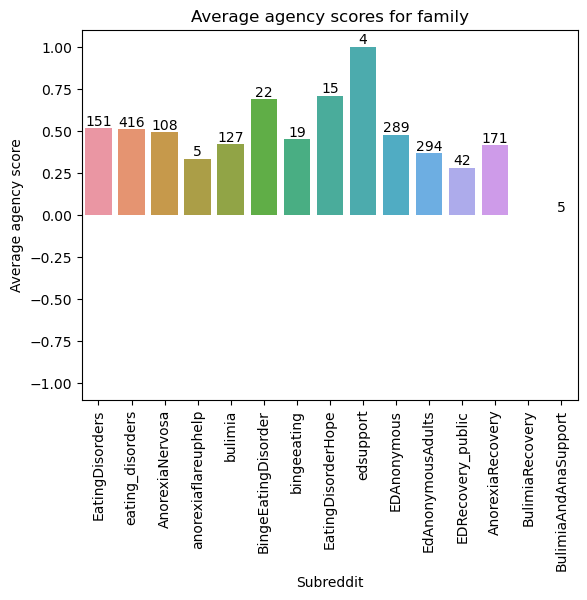 Average agency scores for family
Average agency score
1.00
0.75
0.50
0.25
0.00
−0.25
−0.50
−0.75
−1.00
151
416
108
5
127
22
19
15
4
289
294
42
171
5
EatingDisorders
eating_disorders
AnorexiaNervosa
anorexiaflareuphelp
bulimia
BingeEatingDisorder
bingeeating
EatingDisorderHope
edsupport
EDAnonymous
EdAnonymousAdults
EDRecovery_public
AnorexiaRecovery
BulimiaRecovery
BulimiaAndAnaSupport
Subreddit